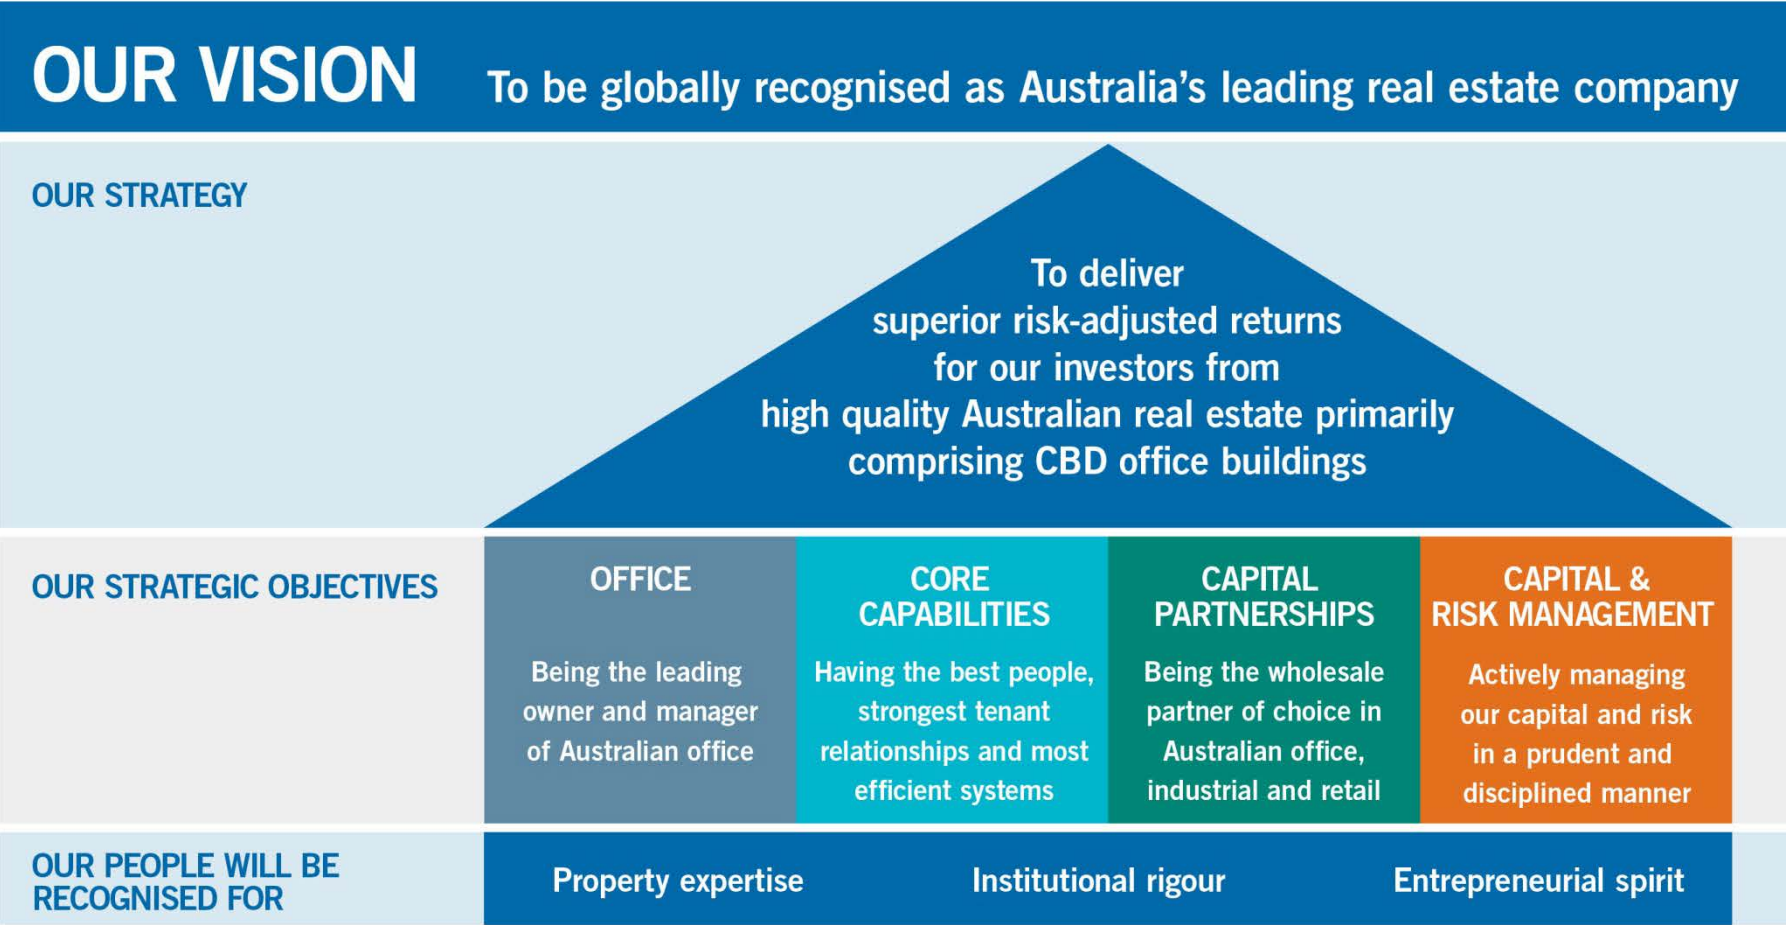 OUR VISION
To be globally recognised as Australia's leading real estate company
OUR STRATEGY
To deliver
superior risk-adjusted returns
for our investors from
high quality Australian real estate primarily
comprising CBD office buildings
OUR STRATEGIC OBJECTIVES
OFFICE
Being the leading
owner and manager
of Australian office
CORE
CAPABILITIES
Having the best people,
strongest tenant
relationships and most
efficient systems
CAPITAL
PARTNERSHIPS
Being the wholesale
partner of choice in
Australian office,
industrial and retail
CAPITAL &
RISK MANAGEMENT
Actively managing
our capital and risk
in a prudent and
disciplined manner
OUR PEOPLE WILL BE
RECOGNISED FOR
Property expertise
Institutional rigour
Entrepreneurial spirit